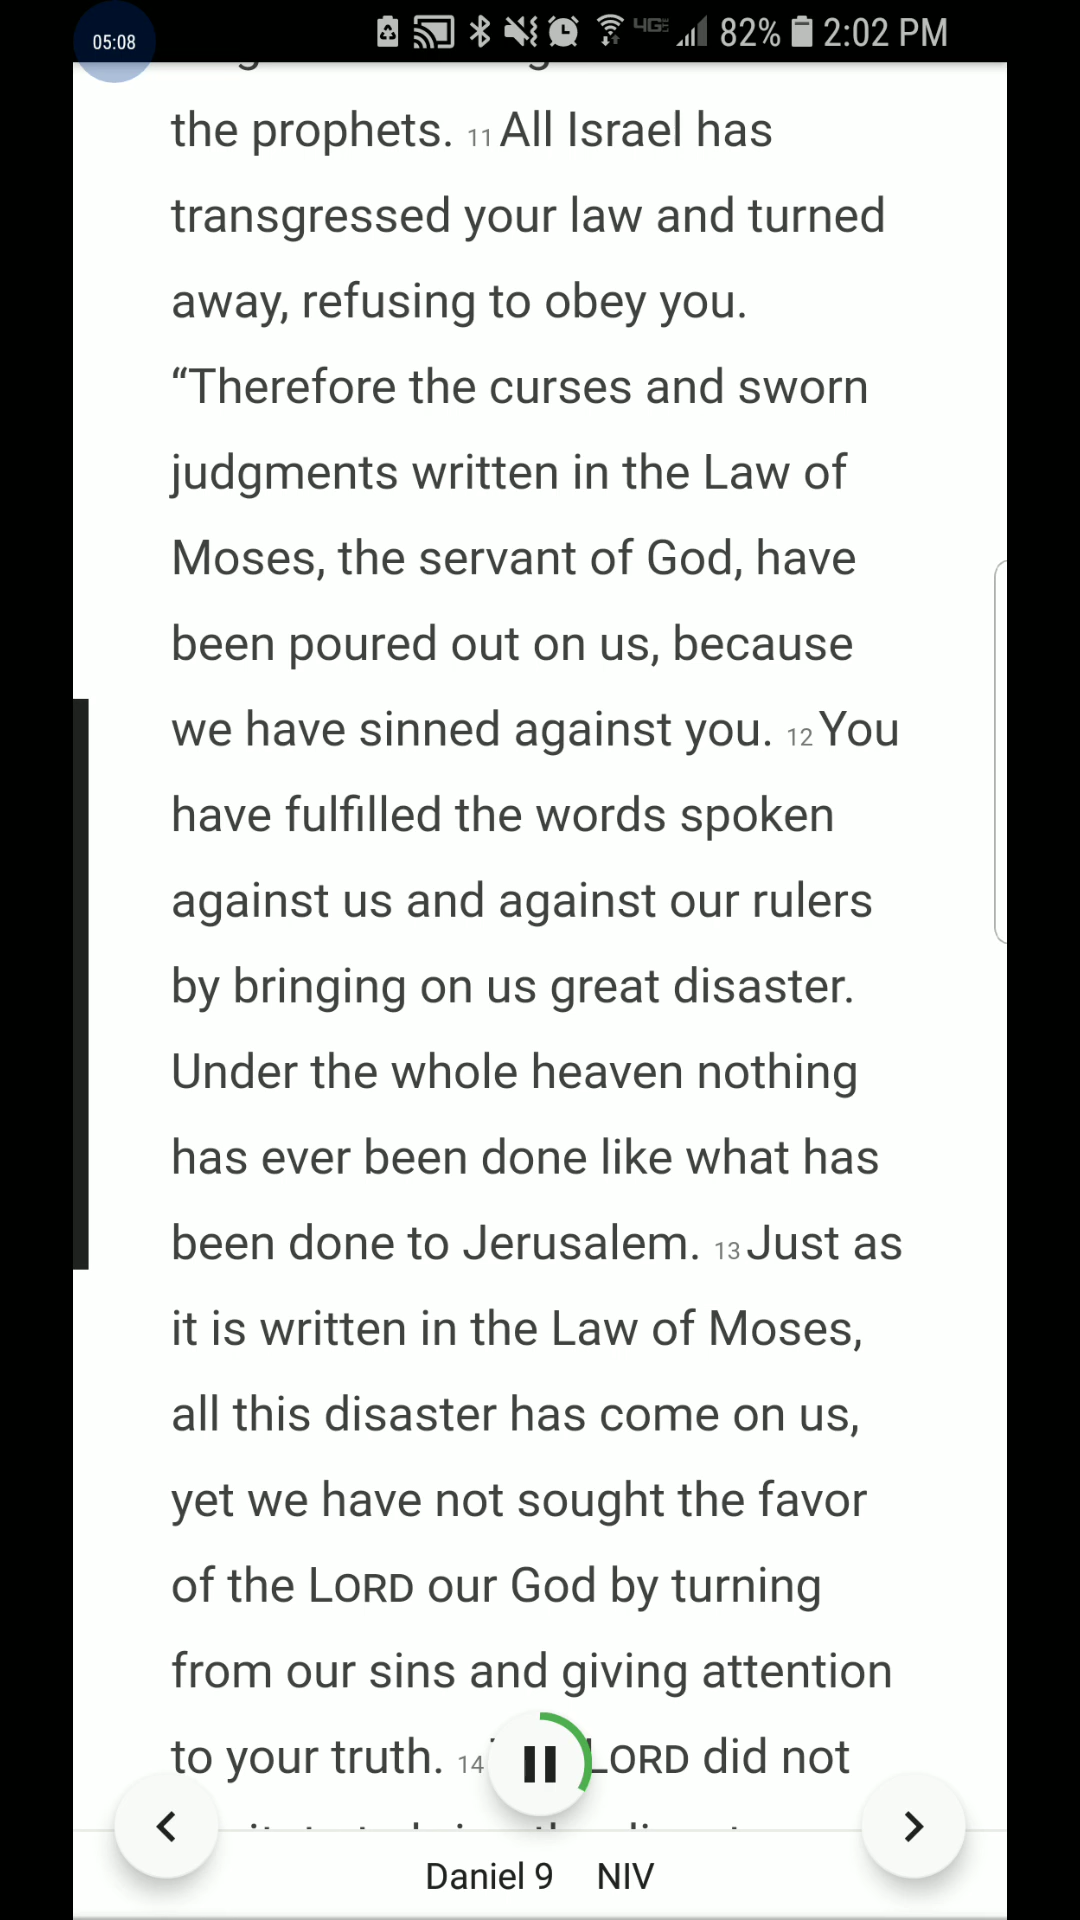 05:08 4G 82% 2:02 PM
the prophets. 11 All Israel has
transgressed your law and turned
away, refusing to obey you.
“Therefore the curses and sworn
judgments written in the Law of
Moses, the servant of God, have
been poured out on us, because
we have sinned against you. 12 You
have fulfilled the words spoken
against us and against our rulers
by bringing on us great disaster.
Under the whole heaven nothing
has ever been done like what has
been done to Jerusalem. 13 Just as
it is written in the Law of Moses,
all this disaster has come on us,
yet we have not sought the favor
of the LORD our God by turning
from our sins and giving attention
to your truth. 14 LORD did not
Daniel 9 NIV